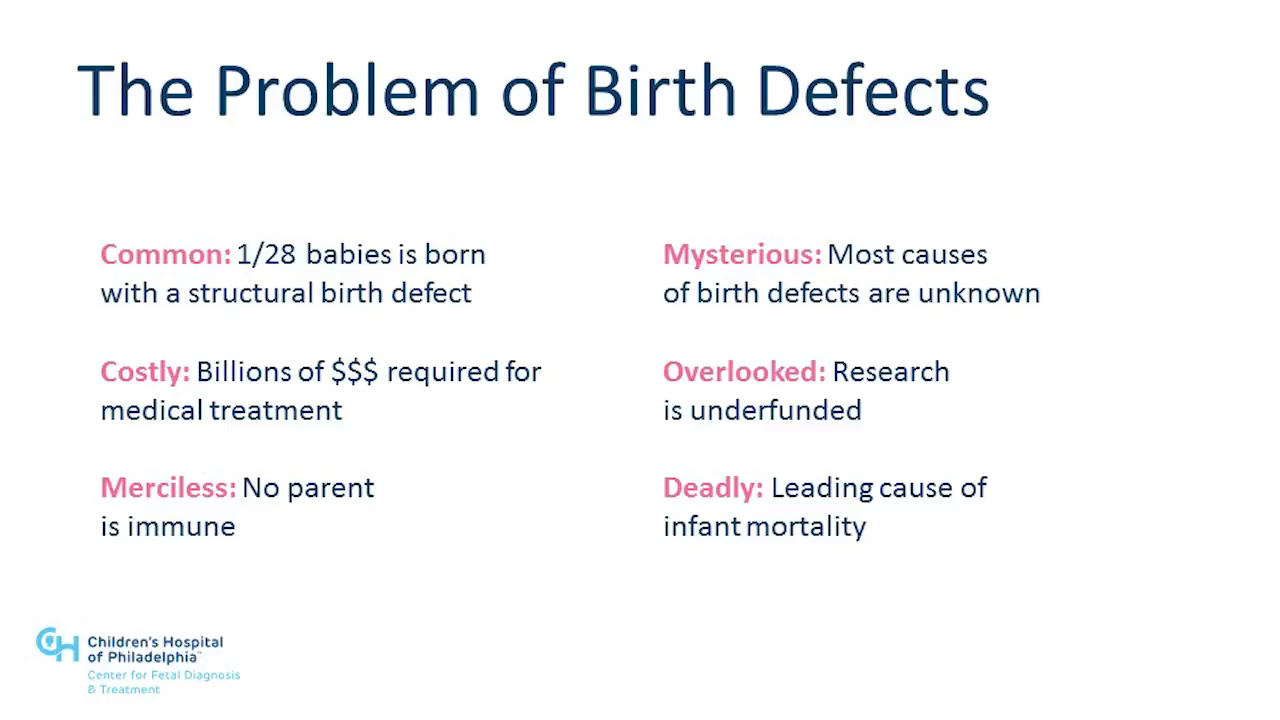 The Problem of Birth Defects
Common: 1/28 babies is born
with a structural birth defect
Costly: Billions of $$$ required for
medical treatment
Merciless: No parent
is immune
Mysterious: Most causes
of birth defects are unknown
Overlooked: Research
is underfunded
Deadly: Leading cause of
infant mortality
CH Children's Hospital
of Philadelphia™
Center for Fetal Diagnosis
& Treatment